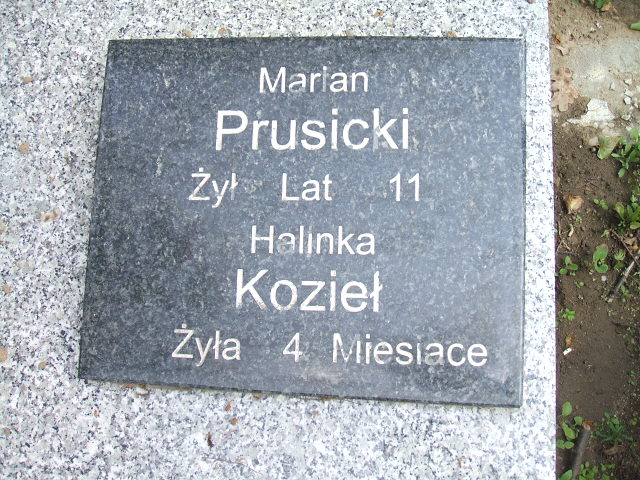 Marian
Prusicki
Żył Lat 11
Halinka
Kozieł
Żyła 4 Miesiace